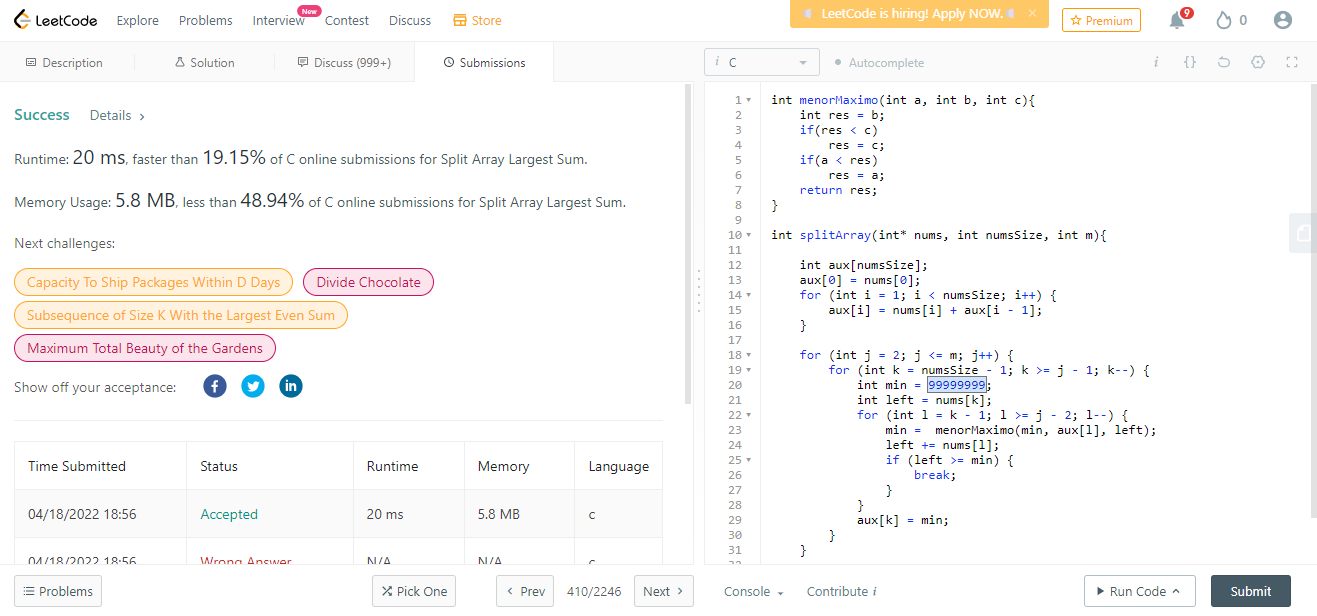 LeetCode
Explore
Problems
Interview
New
Contest
Discuss
Store
LeetCode is hiring! Apply NOW.
×
Premium
9
0
Description
Solution
Discuss (999+)
Submissions
i C
Autocomplete
i {}
Success
Details >
Runtime: 20 ms, faster than 19.15% of C online submissions for Split Array Largest Sum.
Memory Usage: 5.8 MB, less than 48.94% of C online submissions for Split Array Largest Sum.
Next challenges:
Capacity To Ship Packages Within D Days
Divide Chocolate
Subsequence of Size K With the Largest Even Sum
Maximum Total Beauty of the Gardens
Show off your acceptance:
Time Submitted Status Runtime Memory Language
04/18/2022 18:56 Accepted 20 ms 5.8 MB c
04/18/2022 18:56 Wrong Answer N/A N/A c
1 int menorMaximo(int a, int b, int c){
2 int res = b;
3 if(res < c)
4 res = c;
5 if(a < res)
6 res = a;
7 return res;
8 }
9
10 int splitArray(int* nums, int numsSize, int m){
11
12 int aux[numsSize];
13 aux[0] = nums[0];
14 for (int i = 1; i < numsSize; i++) {
15 aux[i] = nums[i] + aux[i - 1];
16 }
17
18 for (int j = 2; j <= m; j++) {
19 for (int k = numsSize - 1; k >= j - 1; k--) {
20 int min = 99999999;
21 int left = nums[k];
22 for (int l = k - 1; l >= j - 2; l--) {
23 min =  menorMaximo(min, aux[l], left);
24 left += nums[l];
25 if (left >= min) {
26 break;
27 }
28 }
29 aux[k] = min;
30 }
31 }
Problems
Pick One
< Prev
410/2246
Next >
Console
Contribute i
Run Code
Submit